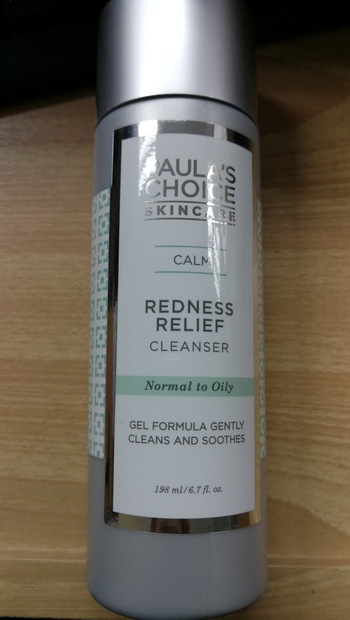 PAULA'S
CHOICE
SKINCARE
CALM
REDNESS
RELIEF
CLEANSER
Normal to Oily
GEL FORMULA GENTLY
CLEANS AND SOOTHES
198 ml/6.7 fl. oz.